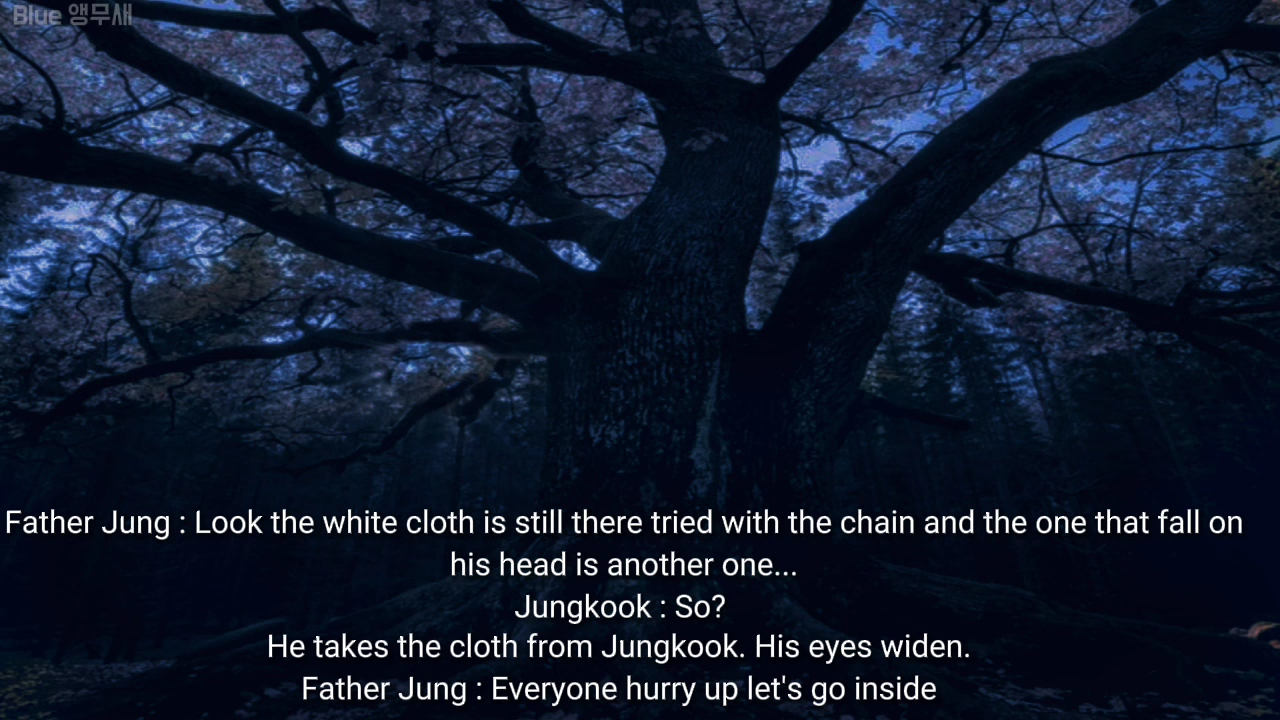 Blue 앵무새
Father Jung : Look the white cloth is still there tried with the chain and the one that fall on
his head is another one...
Jungkook : So?
He takes the cloth from Jungkook. His eyes widen.
Father Jung : Everyone hurry up let's go inside